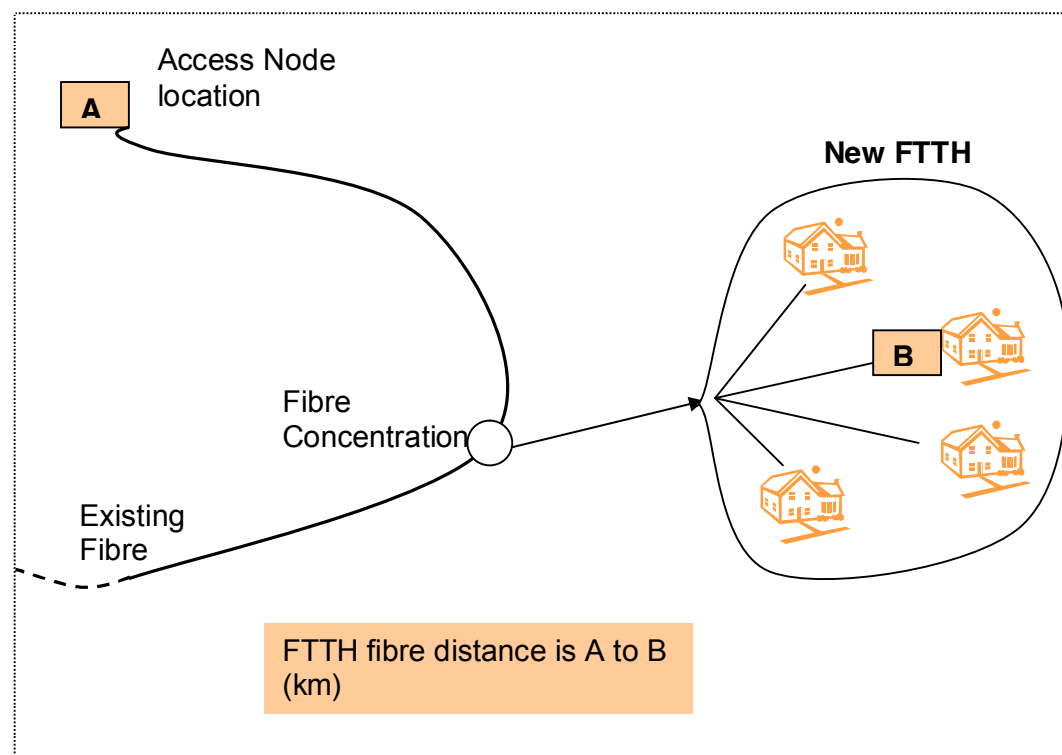 Access Node
location
A
New FTTH
B
Fibre
Concentration
Existing
Fibre
FTTH fibre distance is A to B
(km)